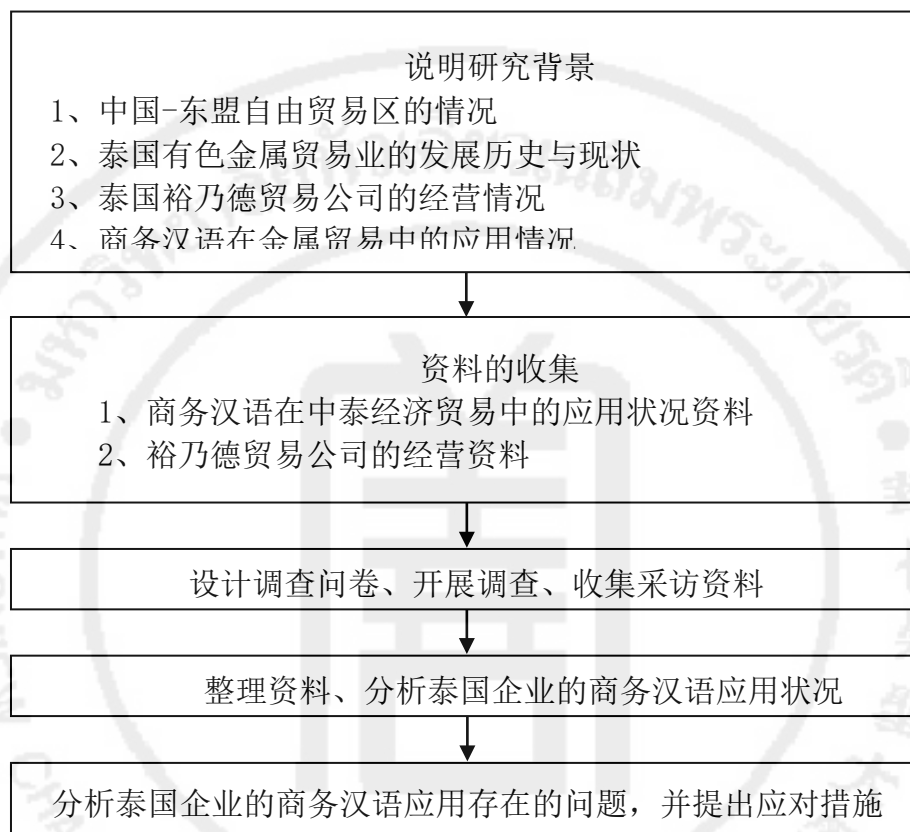 说明研究背景
1、中国-东盟自由贸易区的情况
2、泰国有色金属贸易业的发展历史与现状
3、泰国裕乃德贸易公司的经营情况
4、商务汉语在金属贸易中的应用情况
资料的收集
1、商务汉语在中泰经济贸易中的应用状况资料
2、裕乃德贸易公司的经营资料
设计调查问卷、开展调查、收集采访资料
整理资料、分析泰国企业的商务汉语应用状况
分析泰国企业的商务汉语应用存在的问题，并提出应对措施